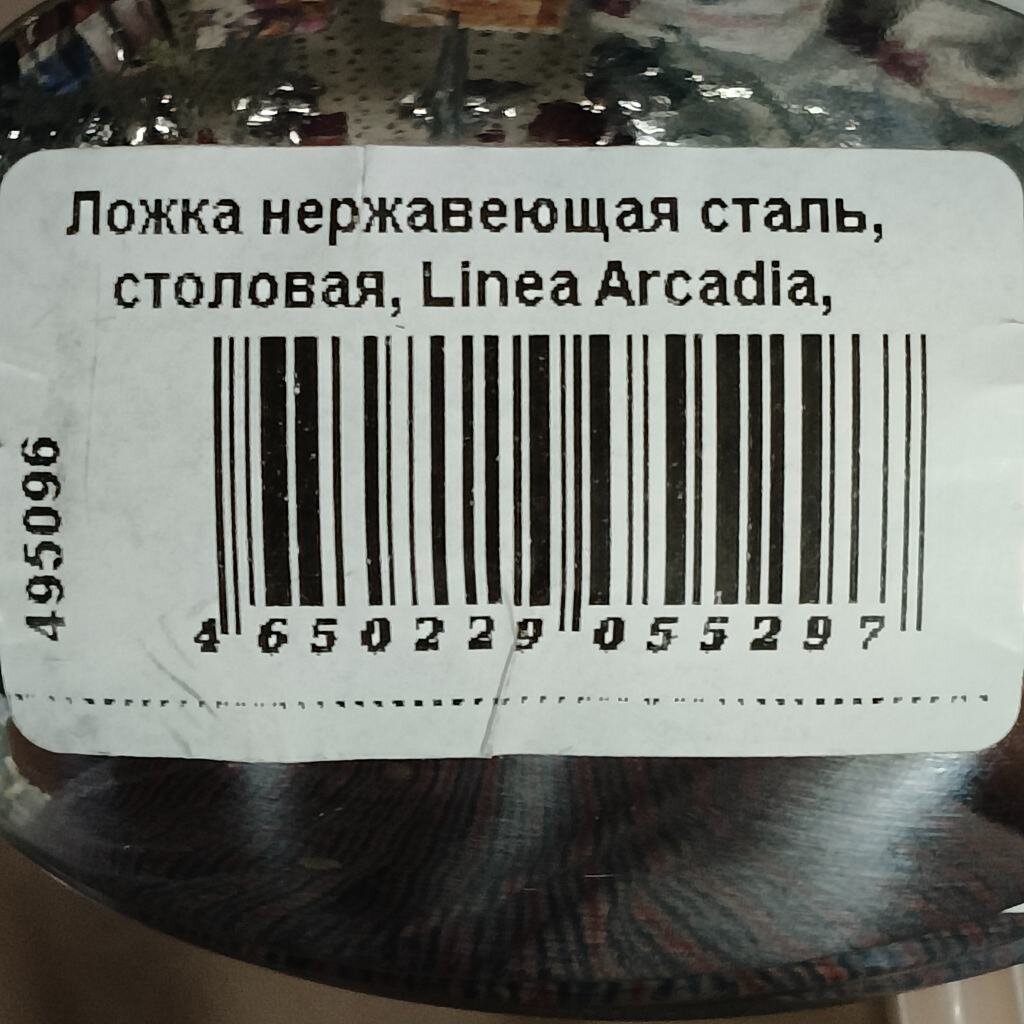 Ложка нержавеющая сталь,
столовая, Linea Arcadia,
495096
4 650229 055297